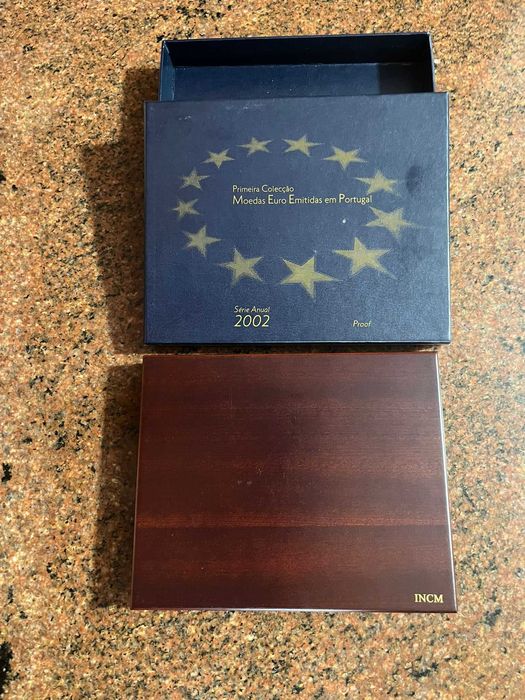 Primeira Colecção
Moedas Euro Emitidas em Portugal
Série Anual
2002
Proof
INCM